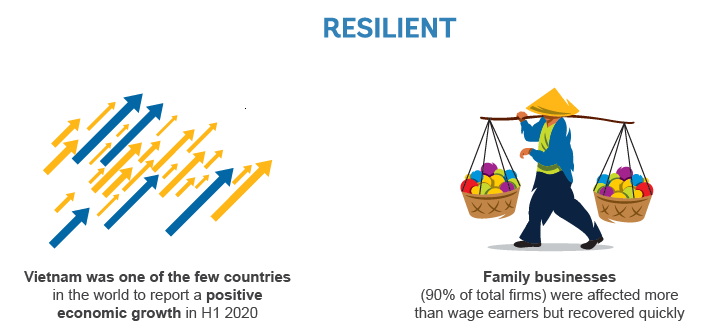 RESILIENT
Vietnam was one of the few countries
in the world to report a positive
economic growth in H1 2020
Family businesses
(90% of total firms) were affected more
than wage earners but recovered quickly